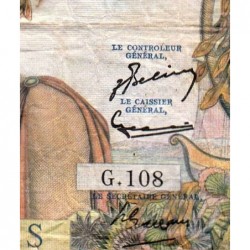 LE CONTROLEUR
GÉNÉRAL,
LE CAISSIER
GÉNÉRAL,
G.108
LE SECRÉTAIRE GÉNÉRAL,
S